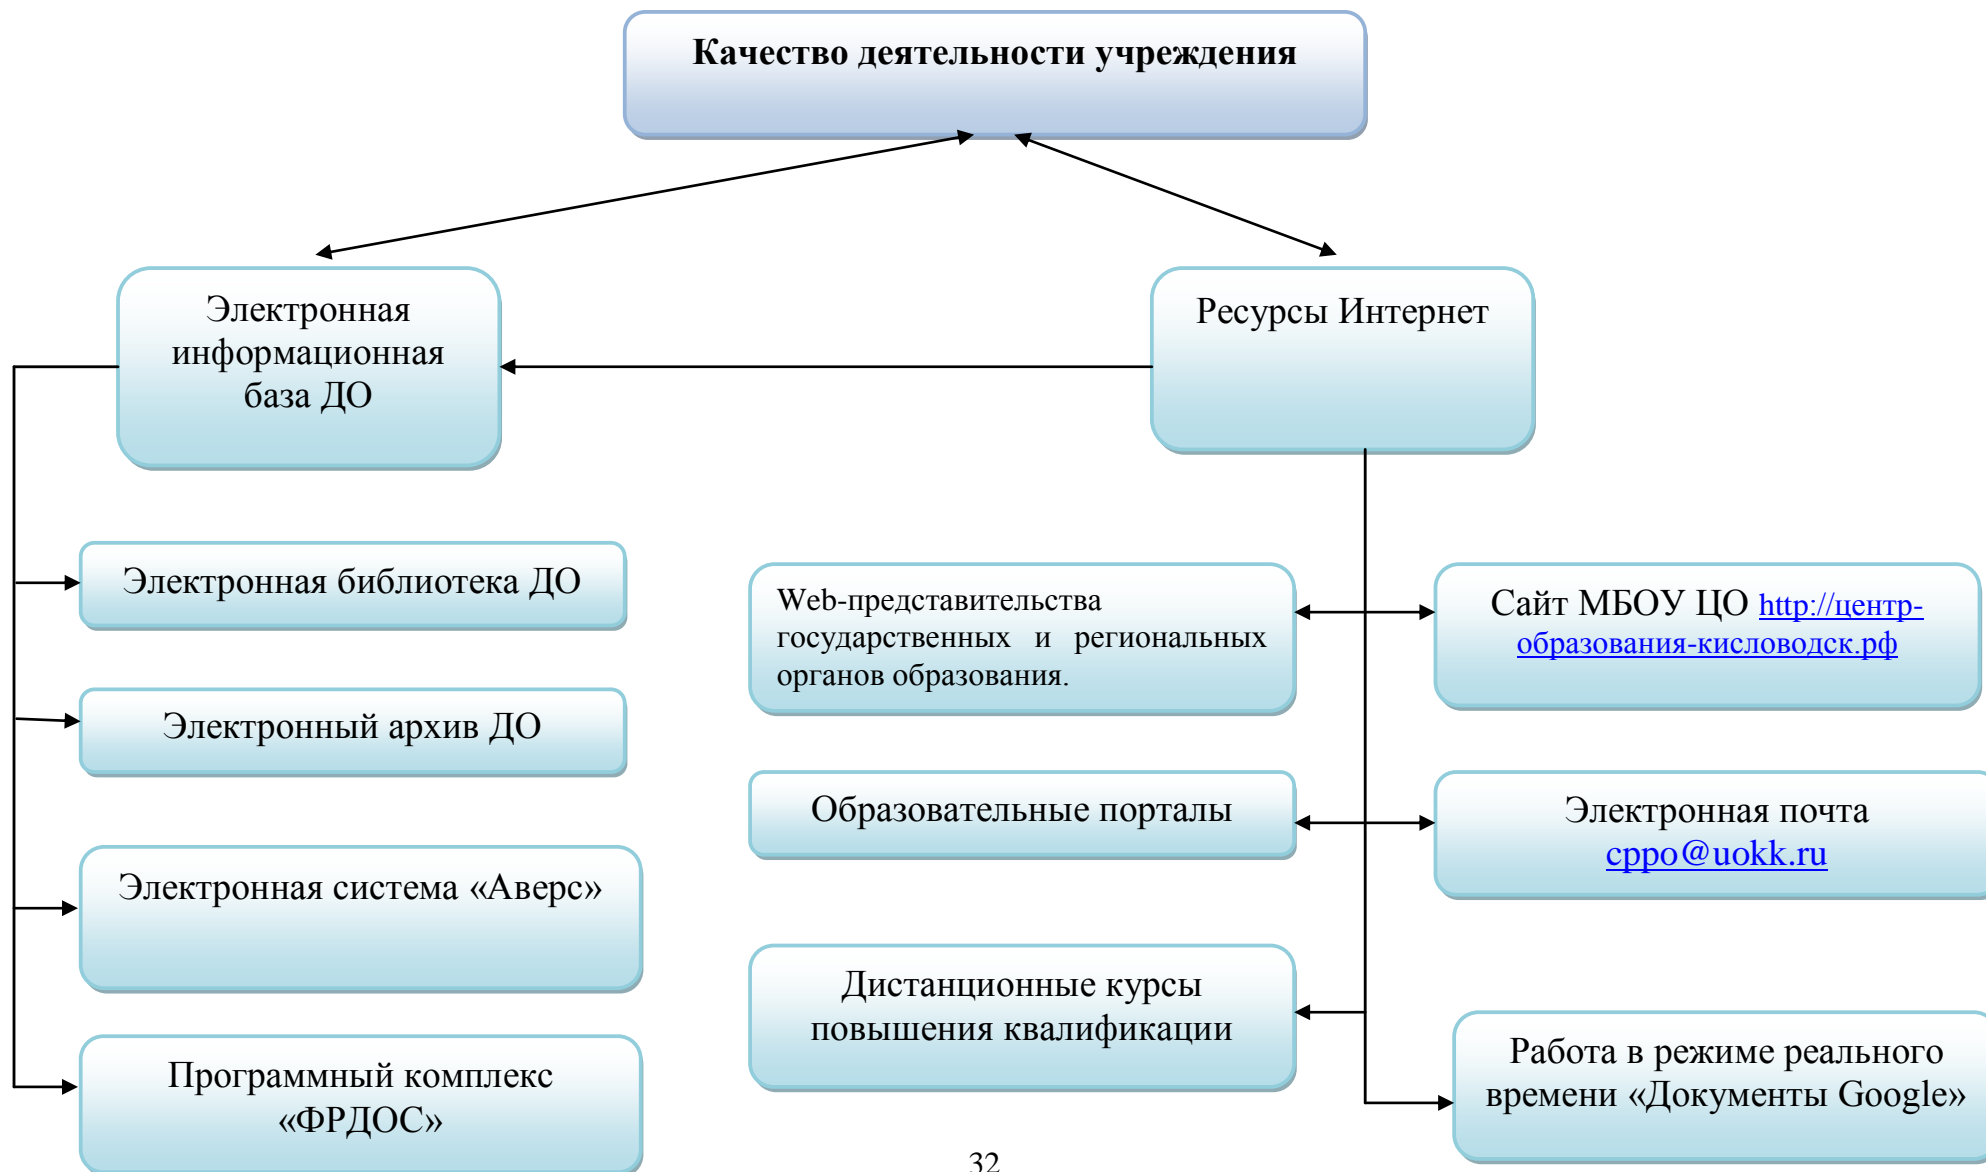 Качество деятельности учреждения
Электронная
информационная
база ДО
Ресурсы Интернет
Электронная библиотека ДО
Электронный архив ДО
Электронная система «Аверс»
Программный комплекс
«ФРДОС»
Web-представительства
государственных и региональных
органов образования.
Образовательные порталы
Дистанционные курсы
повышения квалификации
Сайт МБОУ ЦО http://центр-
образования-кисловодск.рф
Электронная почта
cppo@uokk.ru
Работа в режиме реального
времени «Документы Google»
32